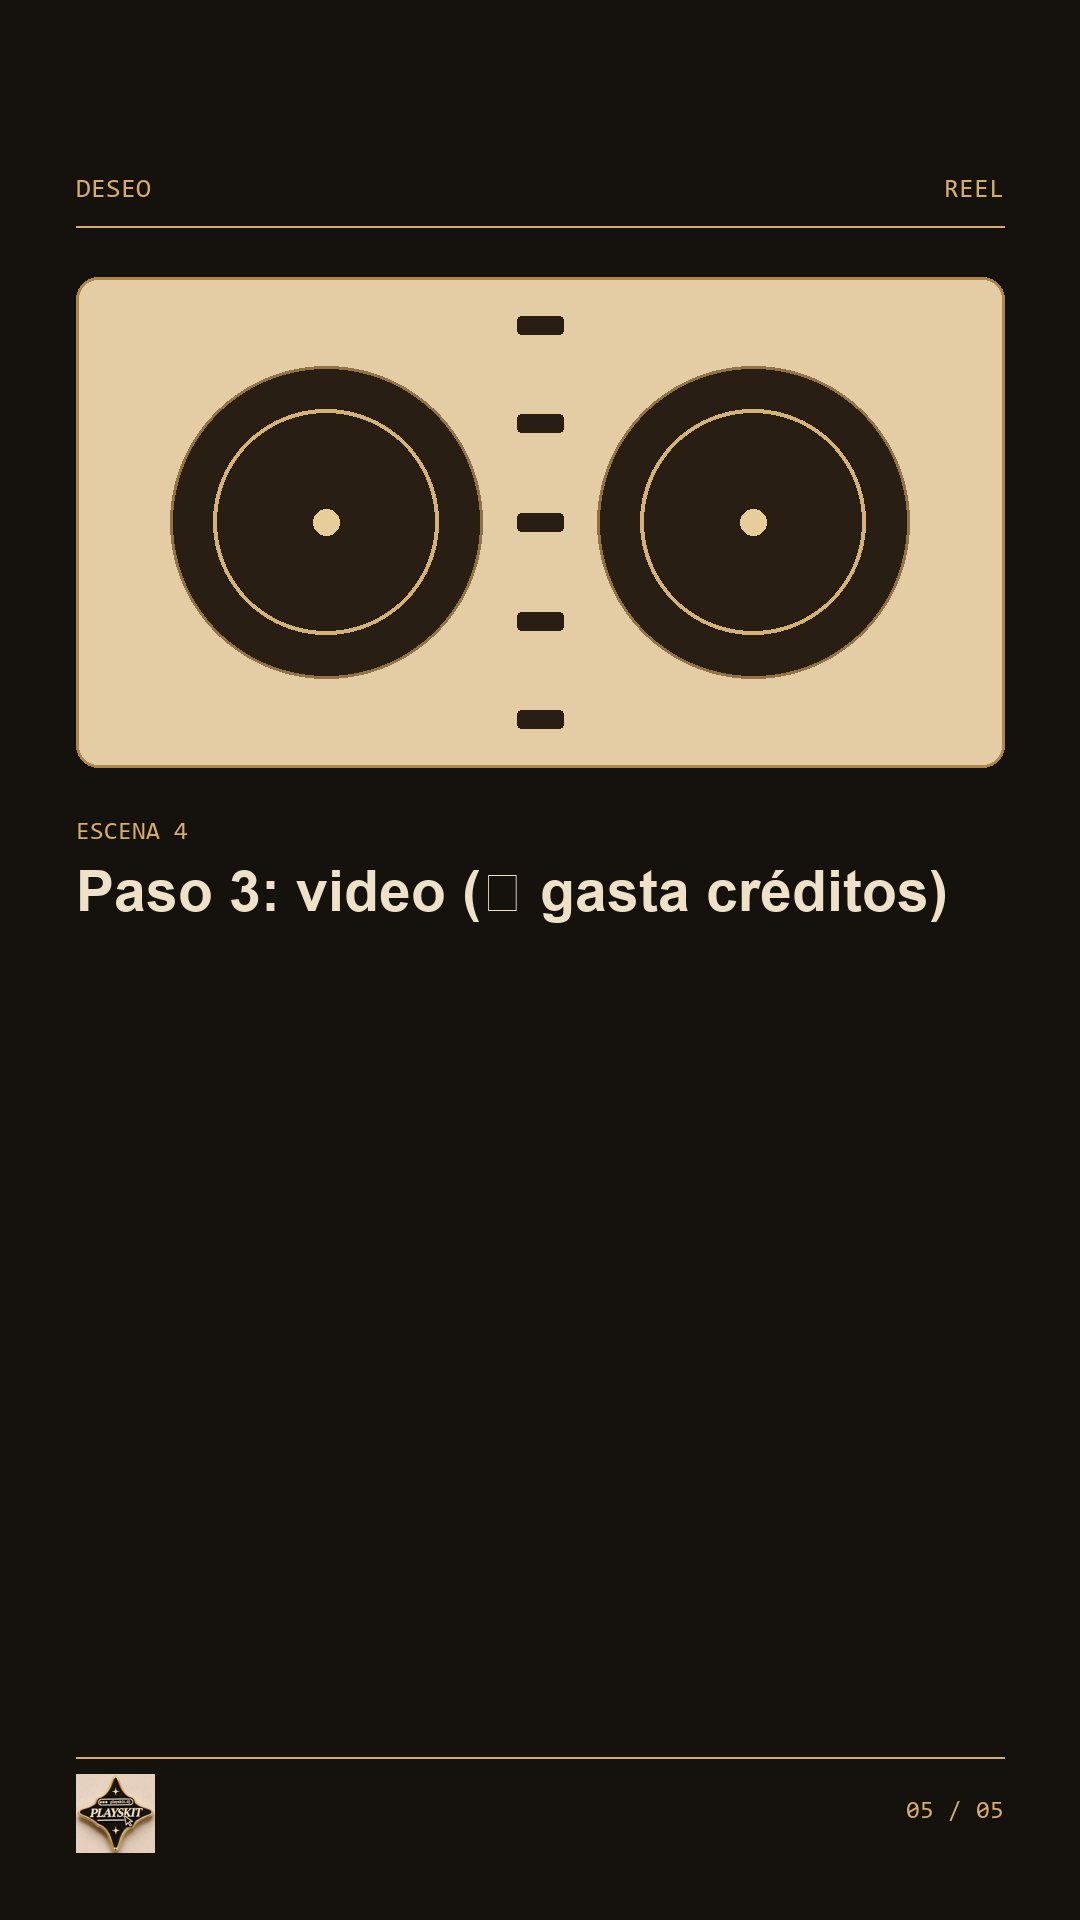 DESEO REEL
ESCENA 4
Paso 3: video (□ gasta créditos)
PLAYSKIT
05 / 05